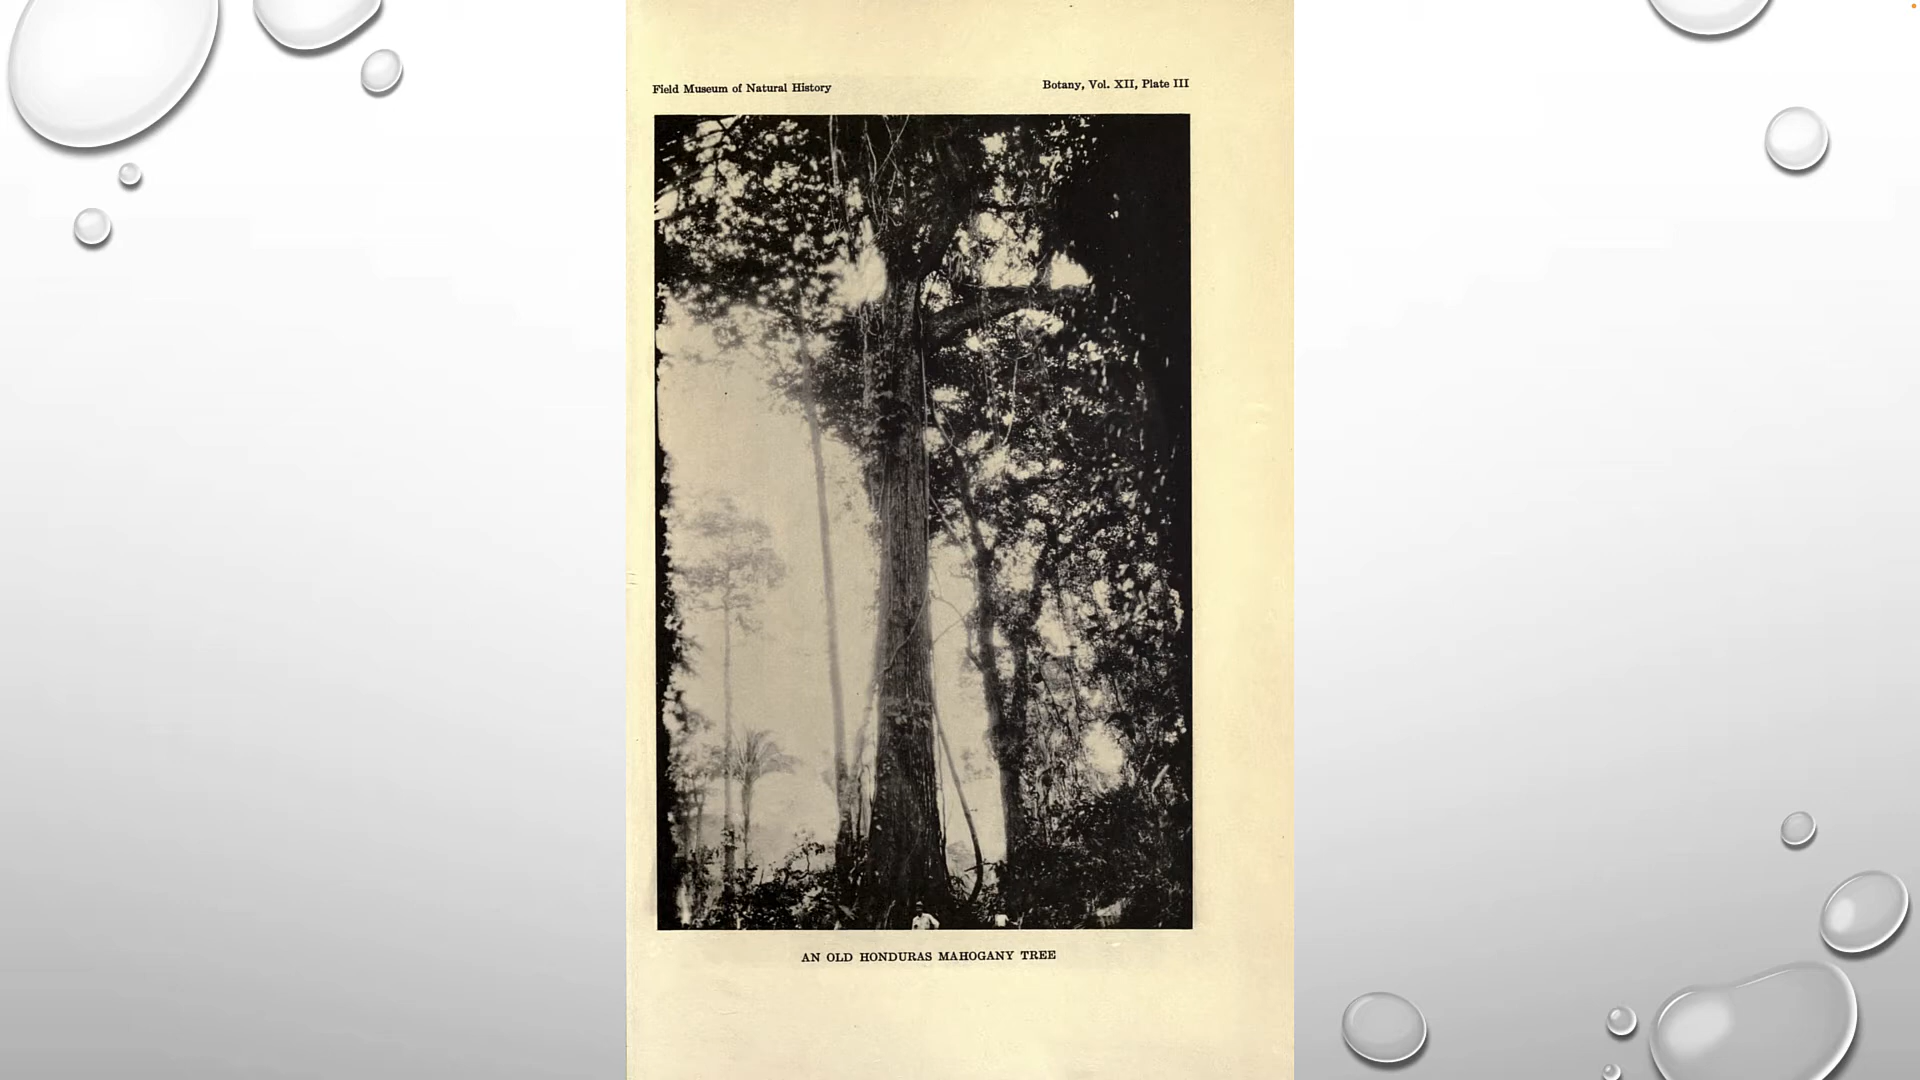 Field Museum of Natural History
Botany, Vol. XII, Plate III
AN OLD HONDURAS MAHOGANY TREE